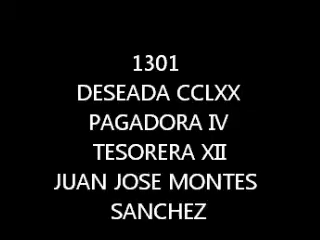 1301
DESEADA CCLXX
PAGADORA IV
TESORERA XII
JUAN JOSE MONTES
SANCHEZ